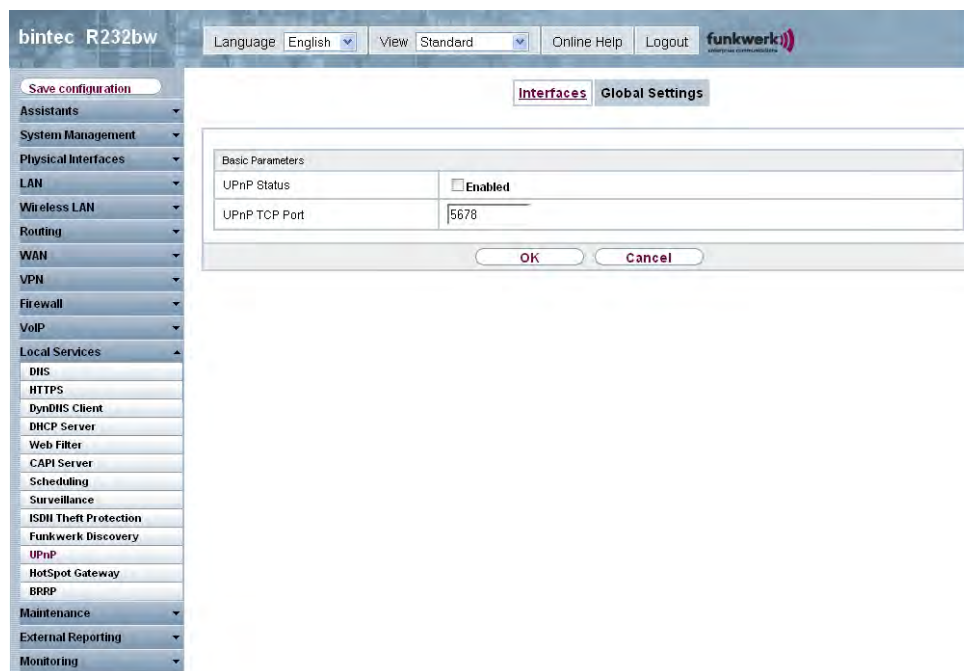 bintec R232bw
Language English View Standard Online Help Logout funkwerk
Save configuration
Interfaces Global Settings
Assistants
System Management
Physical Interfaces
LAN
Wireless LAN
Routing
WAN
VPN
Firewall
VoIP
Local Services
DNS
HTTPS
DynDNS Client
DHCP Server
Web Filter
CAPI Server
Scheduling
Surveillance
ISDN Theft Protection
Funkwerk Discovery
UPnP
HotSpot Gateway
BRRP
Maintenance
External Reporting
Monitoring
Basic Parameters
UPnP Status Enabled
UPnP TCP Port 5678
OK Cancel